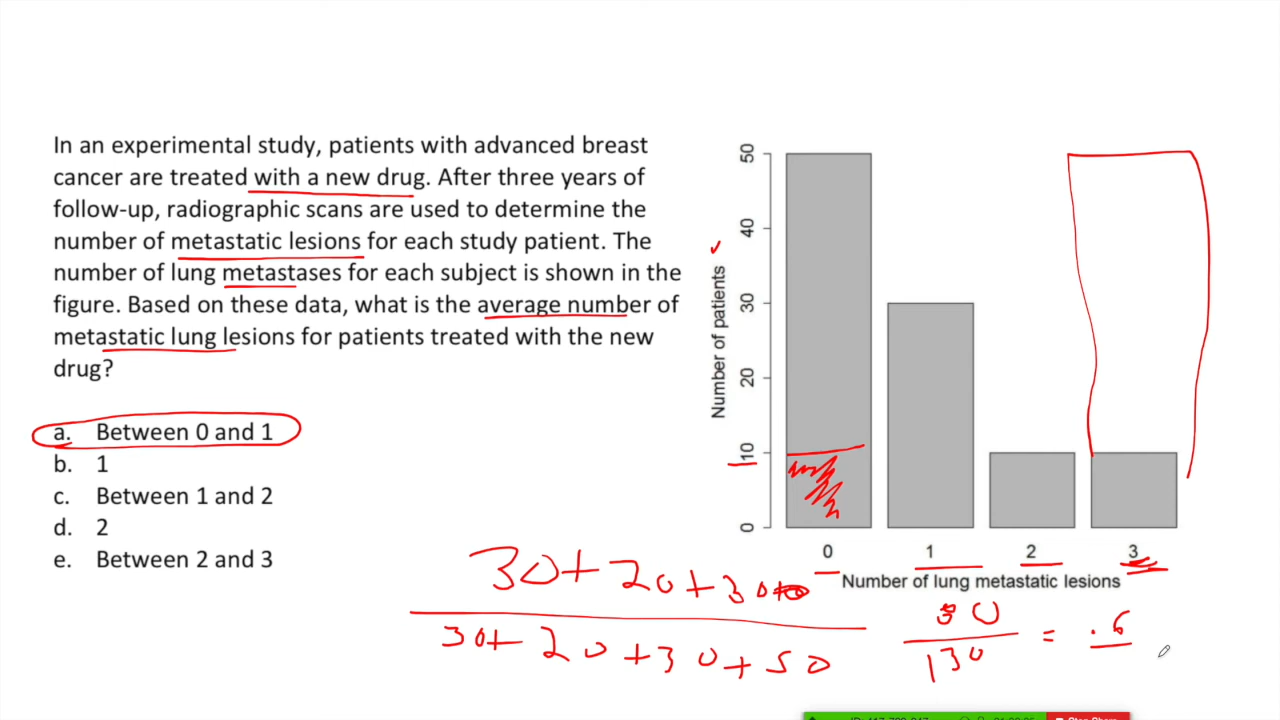 In an experimental study, patients with advanced breast
cancer are treated with a new drug. After three years of
follow-up, radiographic scans are used to determine the
number of metastatic lesions for each study patient. The
number of lung metastases for each subject is shown in the
figure. Based on these data, what is the average number of
metastatic lung lesions for patients treated with the new
drug?
a. Between 0 and 1
b. 1
c. Between 1 and 2
d. 2
e. Between 2 and 3
Number of patients
50
40
30
20
10
0
0 1 2 3
Number of lung metastatic lesions
30+20+30
30+20+30+50
80
130
= .6